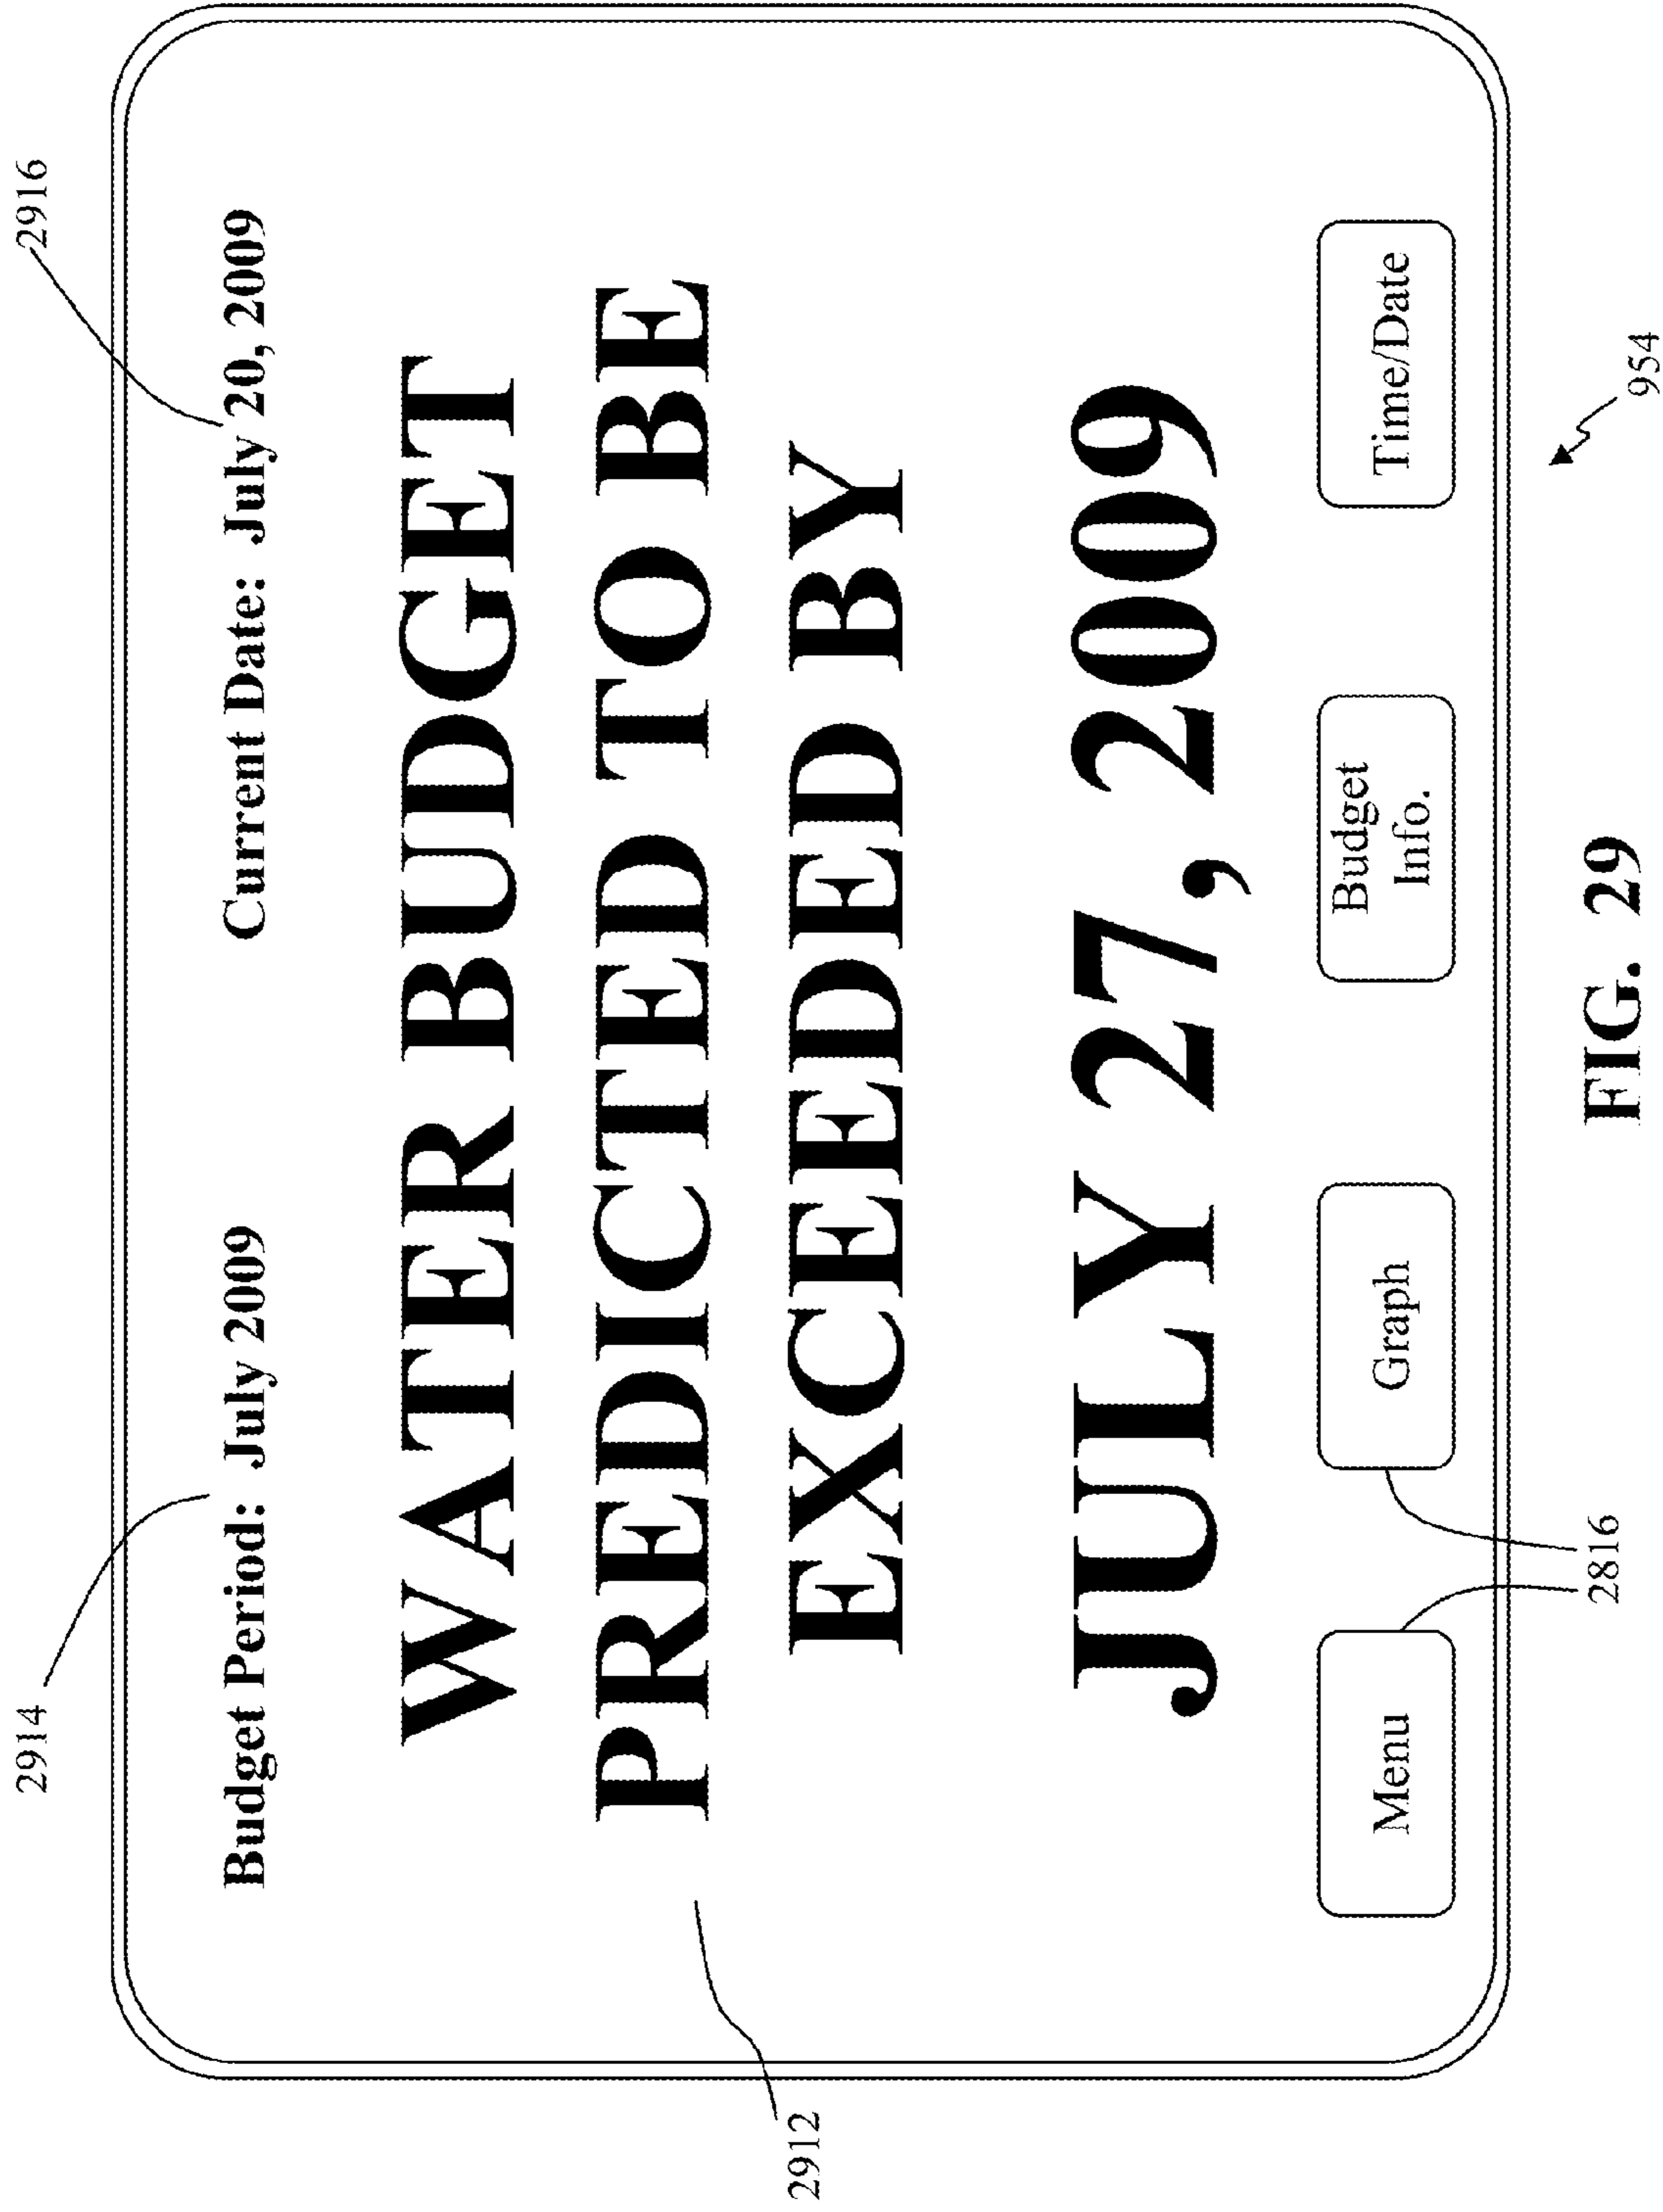 2914
2916
Budget Period: July 2009
Current Date: July 20, 2009
WATER BUDGET
PREDICTED TO BE
EXCEEDED BY
2912
JULY 27, 2009
Menu
Graph
Budget
Info.
Time/Date
2816
954
FIG. 29